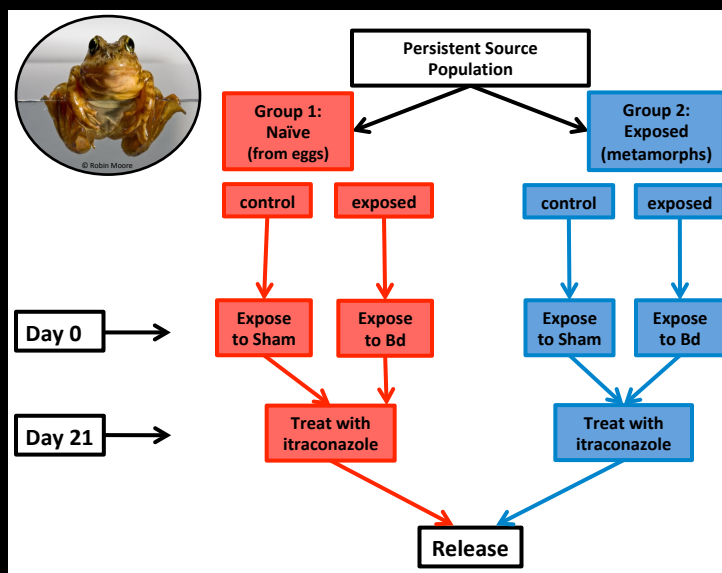 Persistent Source
Population
© Robin Moore
Group 1:
Naïve
(from eggs)
Group 2:
Exposed
(metamorphs)
control
exposed
control
exposed
Day 0
Expose
to Sham
Expose
to Bd
Expose
to Sham
Expose
to Bd
Day 21
Treat with
itraconazole
Treat with
itraconazole
Release